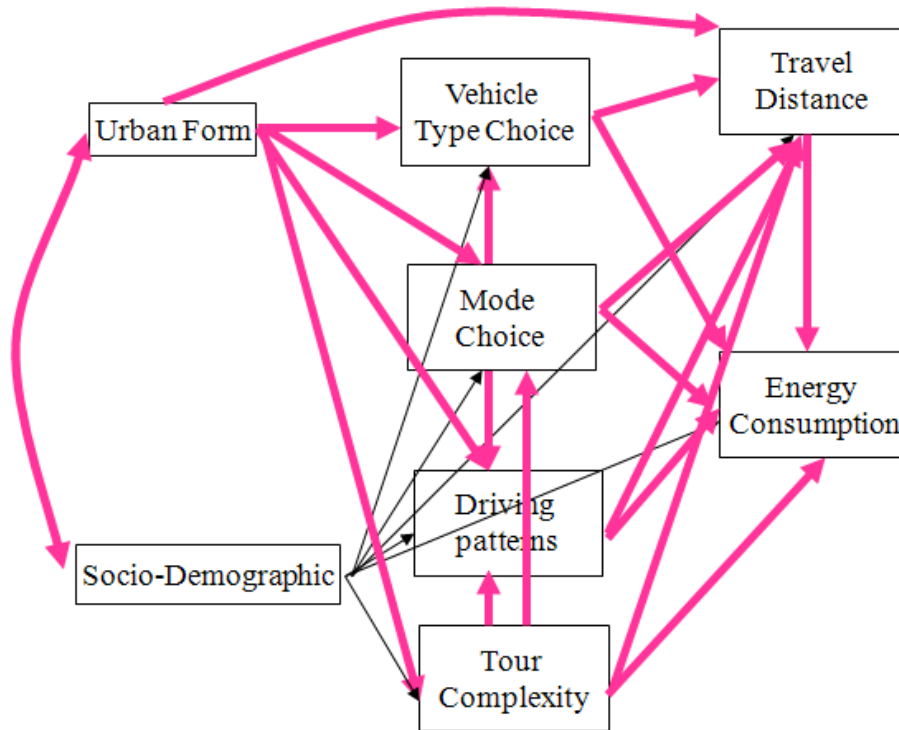 Travel
Distance
Vehicle
Type Choice
Urban Form
Mode
Choice
Energy
Consumption
Driving
patterns
Socio-Demographic
Tour
Complexity